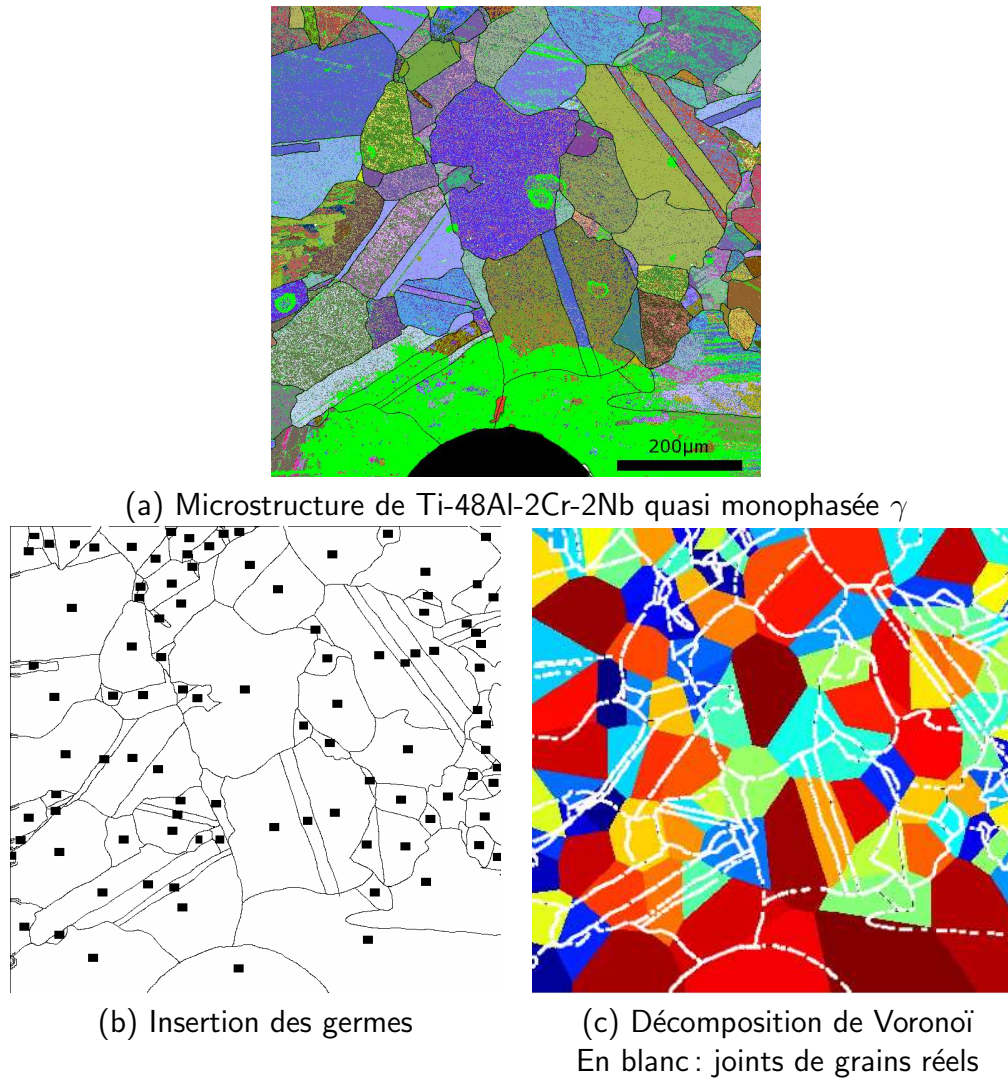 200µm
(a) Microstructure de Ti-48Al-2Cr-2Nb quasi monophasée γ
(b) Insertion des germes
(c) Décomposition de Voronoï
En blanc : joints de grains réels